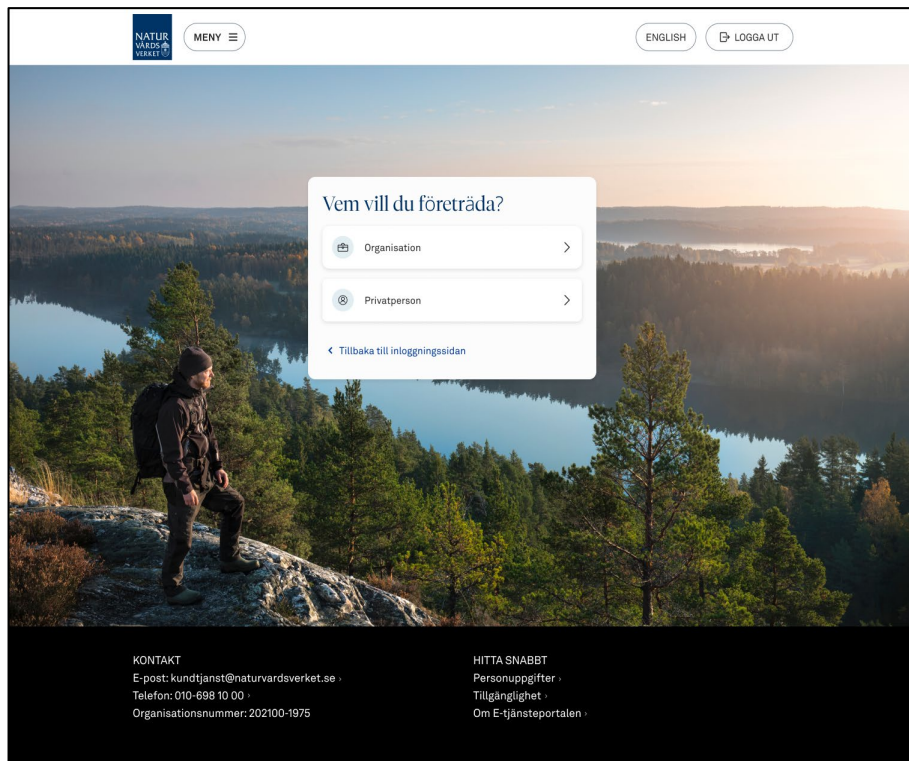 NATUR
VÅRDS
VERKET
MENY
ENGLISH
LOGGA UT
Vem vill du företräda?
Organisation
Privatperson
Tillbaka till inloggningssidan
KONTAKT
E-post: kundtjanst@naturvardsverket.se
Telefon: 010-698 10 00
Organisationsnummer: 202100-1975
HITTA SNABBT
Personuppgifter
Tillgänglighet
Om E-tjänsteportalen